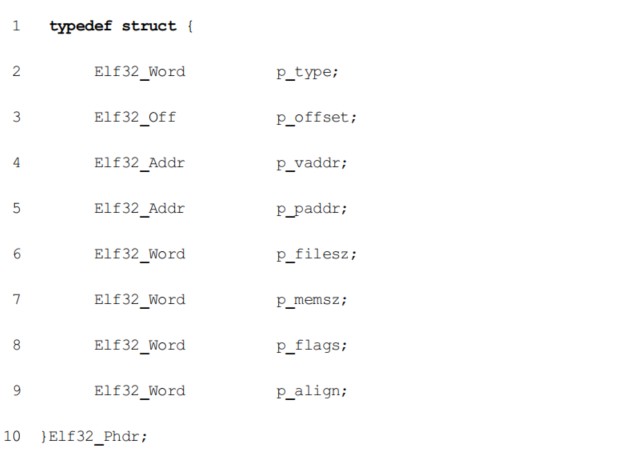 1 typedef struct {
2 Elf32_Word p_type;
3 Elf32_Off p_offset;
4 Elf32_Addr p_vaddr;
5 Elf32_Addr p_paddr;
6 Elf32_Word p_filesz;
7 Elf32_Word p_memsz;
8 Elf32_Word p_flags;
9 Elf32_Word p_align;
10 }Elf32_Phdr;